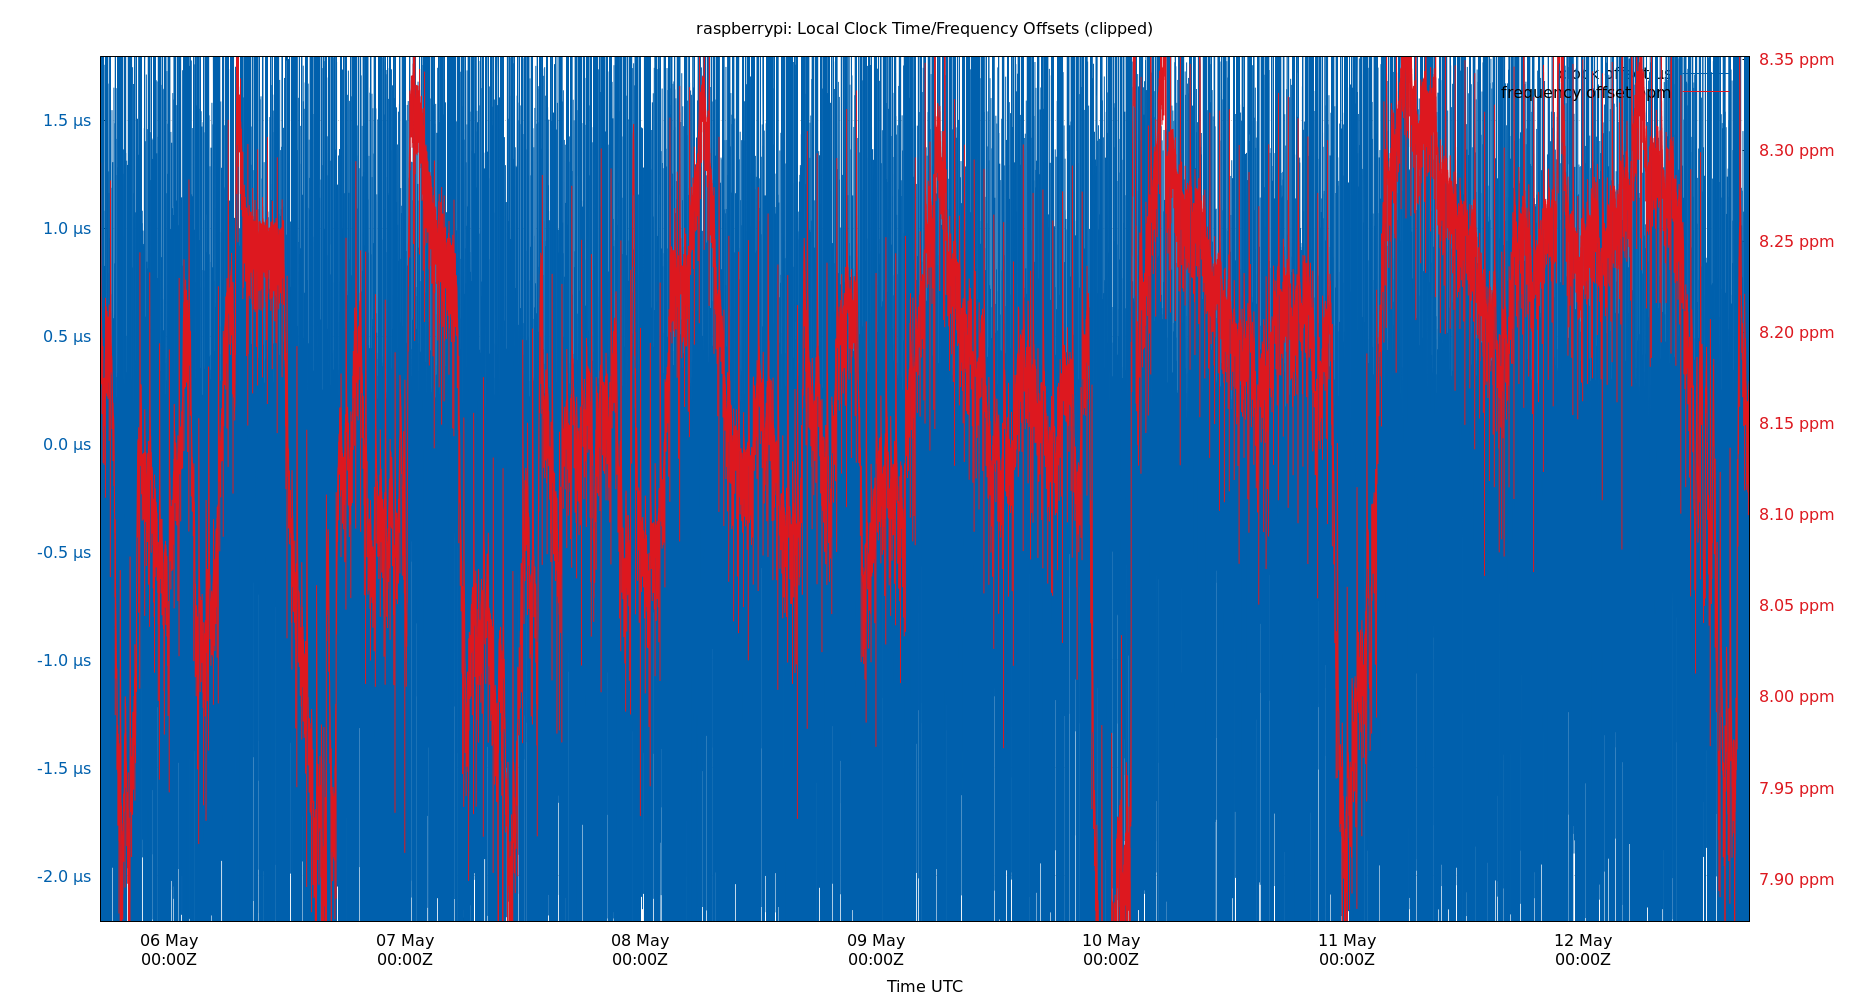 raspberrypi: Local Clock Time/Frequency Offsets (clipped)
clock offset µs
frequency offset ppm
1.5 µs
1.0 µs
0.5 µs
0.0 µs
-0.5 µs
-1.0 µs
-1.5 µs
-2.0 µs
8.35 ppm
8.30 ppm
8.25 ppm
8.20 ppm
8.15 ppm
8.10 ppm
8.05 ppm
8.00 ppm
7.95 ppm
7.90 ppm
06 May 07 May 08 May 09 May 10 May 11 May 12 May
00:00Z 00:00Z 00:00Z 00:00Z 00:00Z 00:00Z 00:00Z
Time UTC